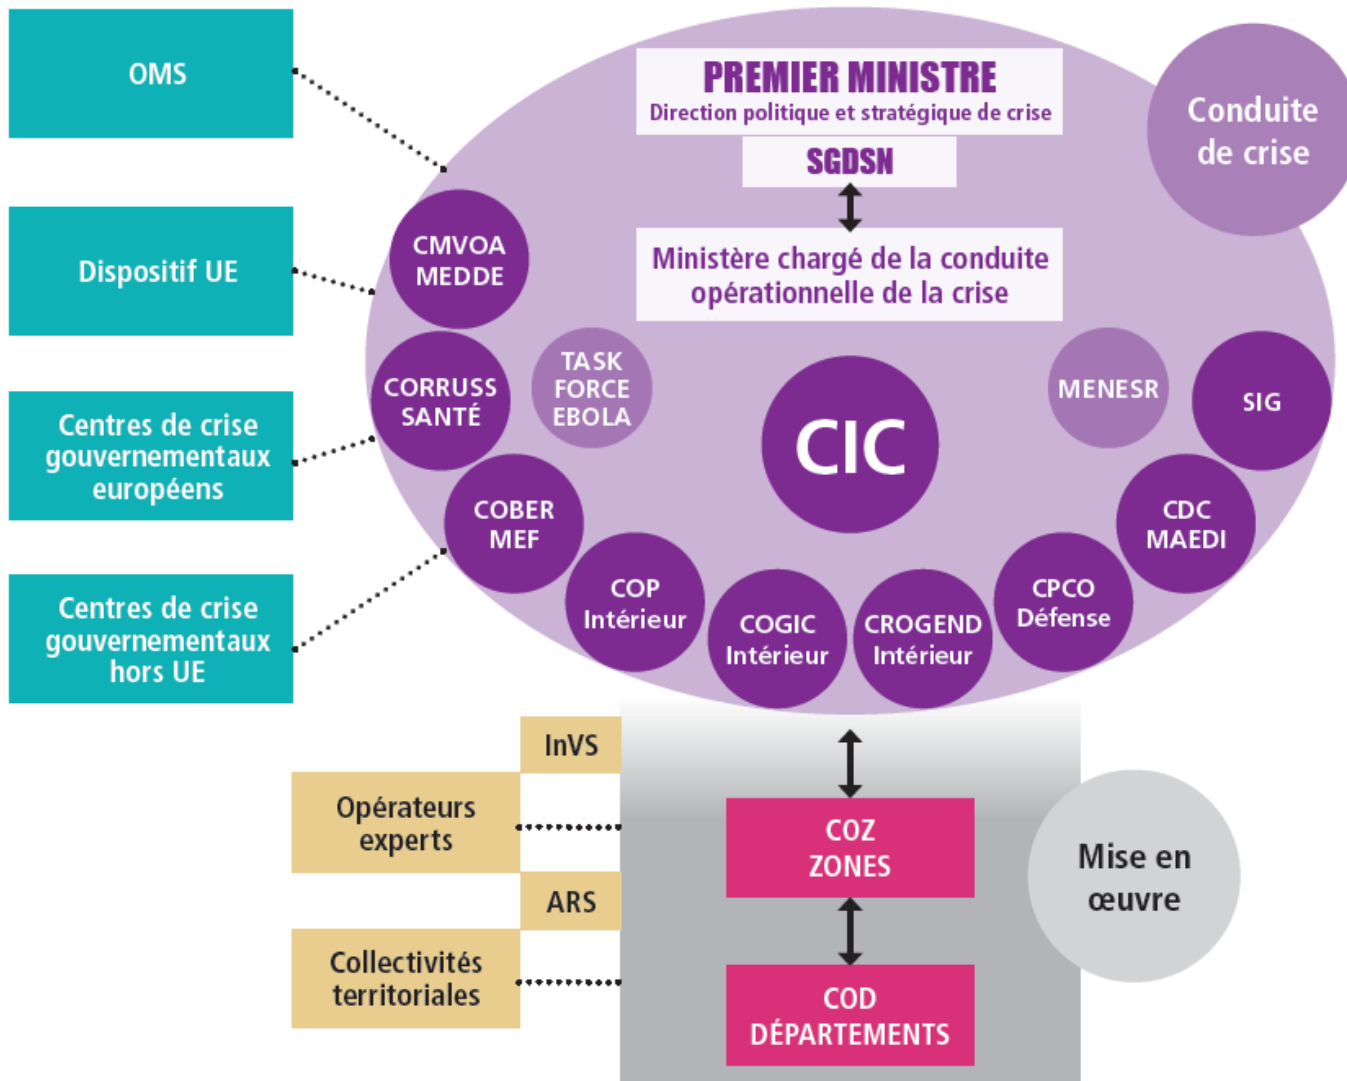 OMS
Dispositif UE
Centres de crise
gouvernementaux
européens
Centres de crise
gouvernementaux
hors UE
PREMIER MINISTRE
Direction politique et stratégique de crise
SGDSN
Ministère chargé de la conduite
opérationnelle de la crise
Conduite
de crise
CMVOA
MEDDE
CORRUSS
SANTÉ
TASK
FORCE
EBOLA
COBER
MEF
COP
Intérieur
COGIC
Intérieur
CIC
CROGEND
Intérieur
CPCO
Défense
CDC
MAEDI
MENESR
SIG
InVS
Opérateurs
experts
ARS
Collectivités
territoriales
COZ
ZONES
COD
DÉPARTEMENTS
Mise en
œuvre